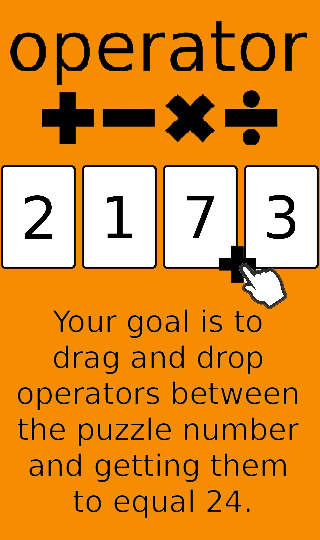 operator
+ − × ÷
2 1 7 3
+
Your goal is to
drag and drop
operators between
the puzzle number
and getting them
to equal 24.